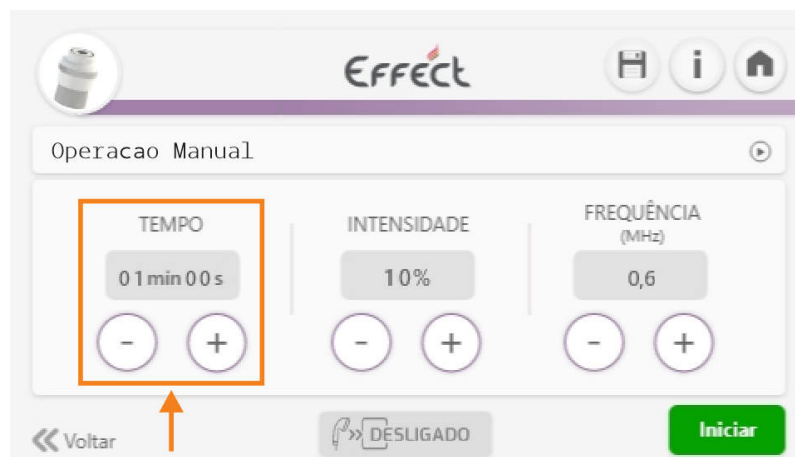 Effect
i
Operacao Manual
TEMPO
INTENSIDADE
FREQUÊNCIA
(MHz)
01min00s
10%
0,6
- +
- +
- +
Voltar
DESLIGADO
Iniciar